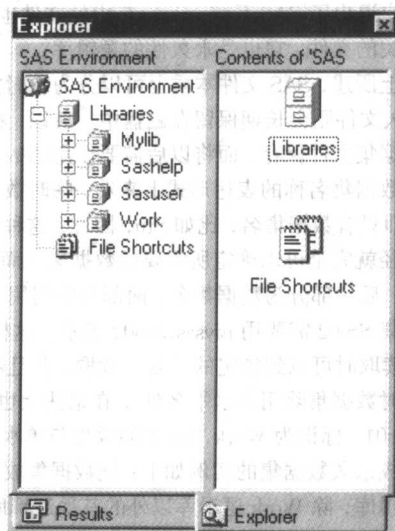 Explorer
SAS Environment
Contents of 'SAS
SAS Environment
Libraries
Mylib
Sashelp
Sasuser
Work
File Shortcuts
Libraries
File Shortcuts
Results
Explorer